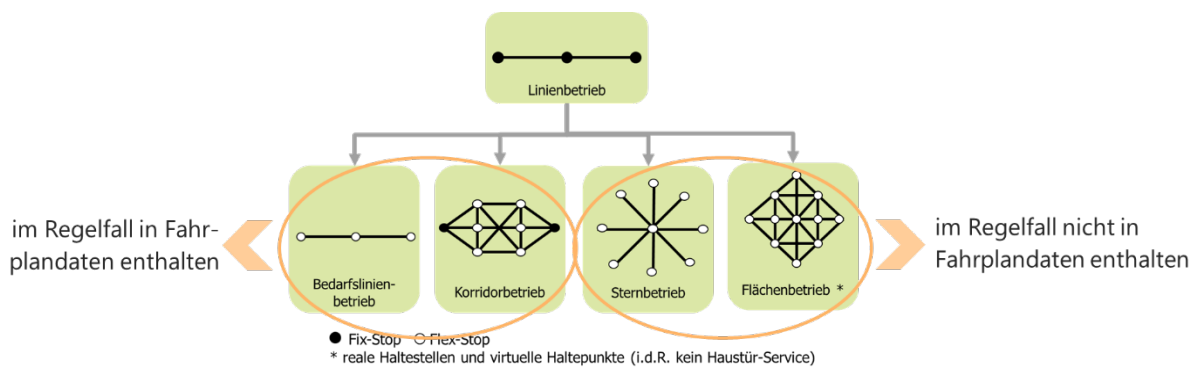 Linienbetrieb
im Regelfall in Fahr-
plandaten enthalten
Bedarfslinien-
betrieb
Korridorbetrieb
Sternbetrieb
Flächenbetrieb *
im Regelfall nicht in
Fahrplandaten enthalten
Fix-Stop Flex-Stop
* reale Haltestellen und virtuelle Haltepunkte (i.d.R. kein Haustür-Service)